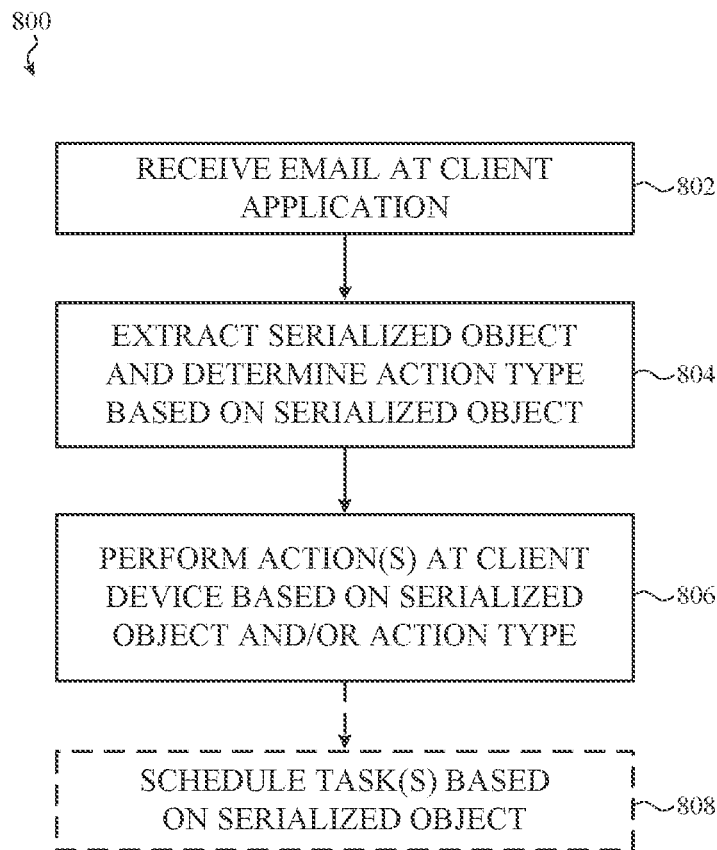 800
RECEIVE EMAIL AT CLIENT
APPLICATION
802
EXTRACT SERIALIZED OBJECT
AND DETERMINE ACTION TYPE
BASED ON SERIALIZED OBJECT
804
PERFORM ACTION(S) AT CLIENT
DEVICE BASED ON SERIALIZED
OBJECT AND/OR ACTION TYPE
806
SCHEDULE TASK(S) BASED
ON SERIALIZED OBJECT
808